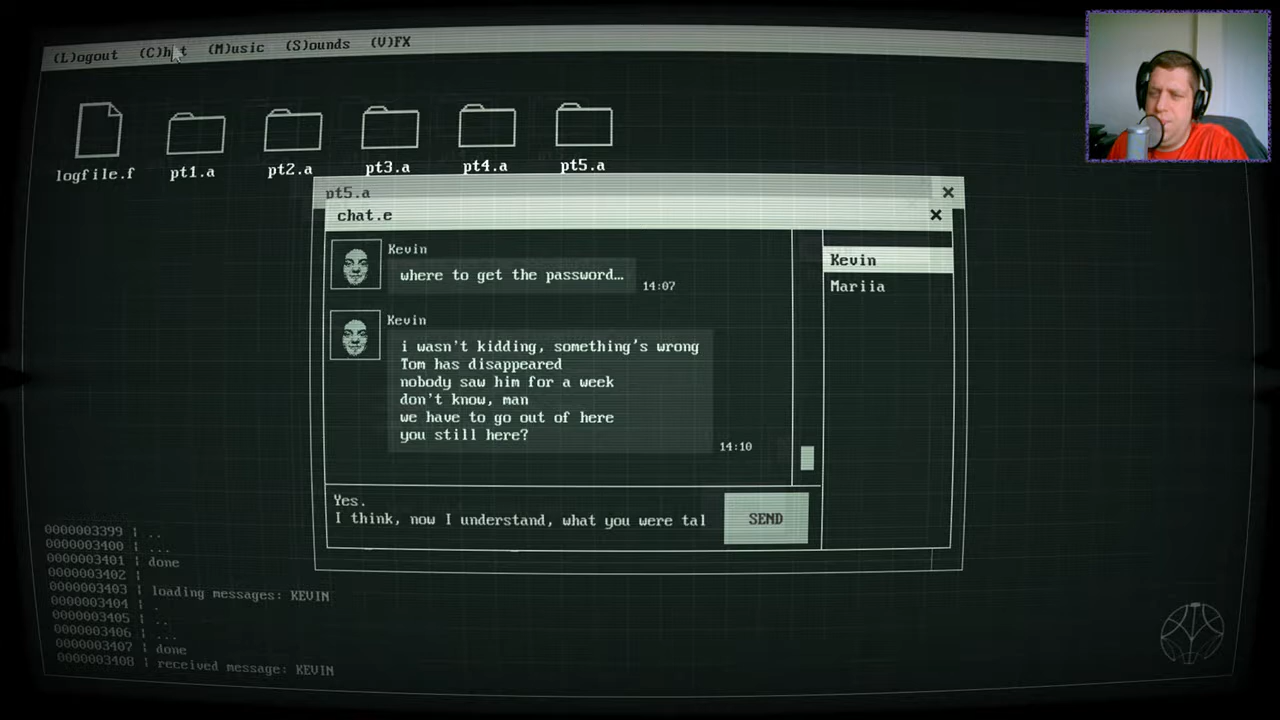 (L)ogout (C)hat (M)usic (S)ounds (V)FX
logfile.f pt1.a pt2.a pt3.a pt4.a pt5.a
pt5.a
chat.e
Kevin
where to get the password…
14:07
Kevin
i wasn't kidding, something's wrong
Tom has disappeared
nobody saw him for a week
don't know, man
we have to go out of here
you still here?
14:10
Yes.
I think, now I understand, what you were tal
SEND
Kevin
Mariia
0000003399 | ..
0000003400 | ...
0000003401 | done
0000003402 |
0000003403 | loading messages: KEVIN
0000003404 | .
0000003405 | ..
0000003406 | ...
0000003407 | done
0000003408 | received message: KEVIN